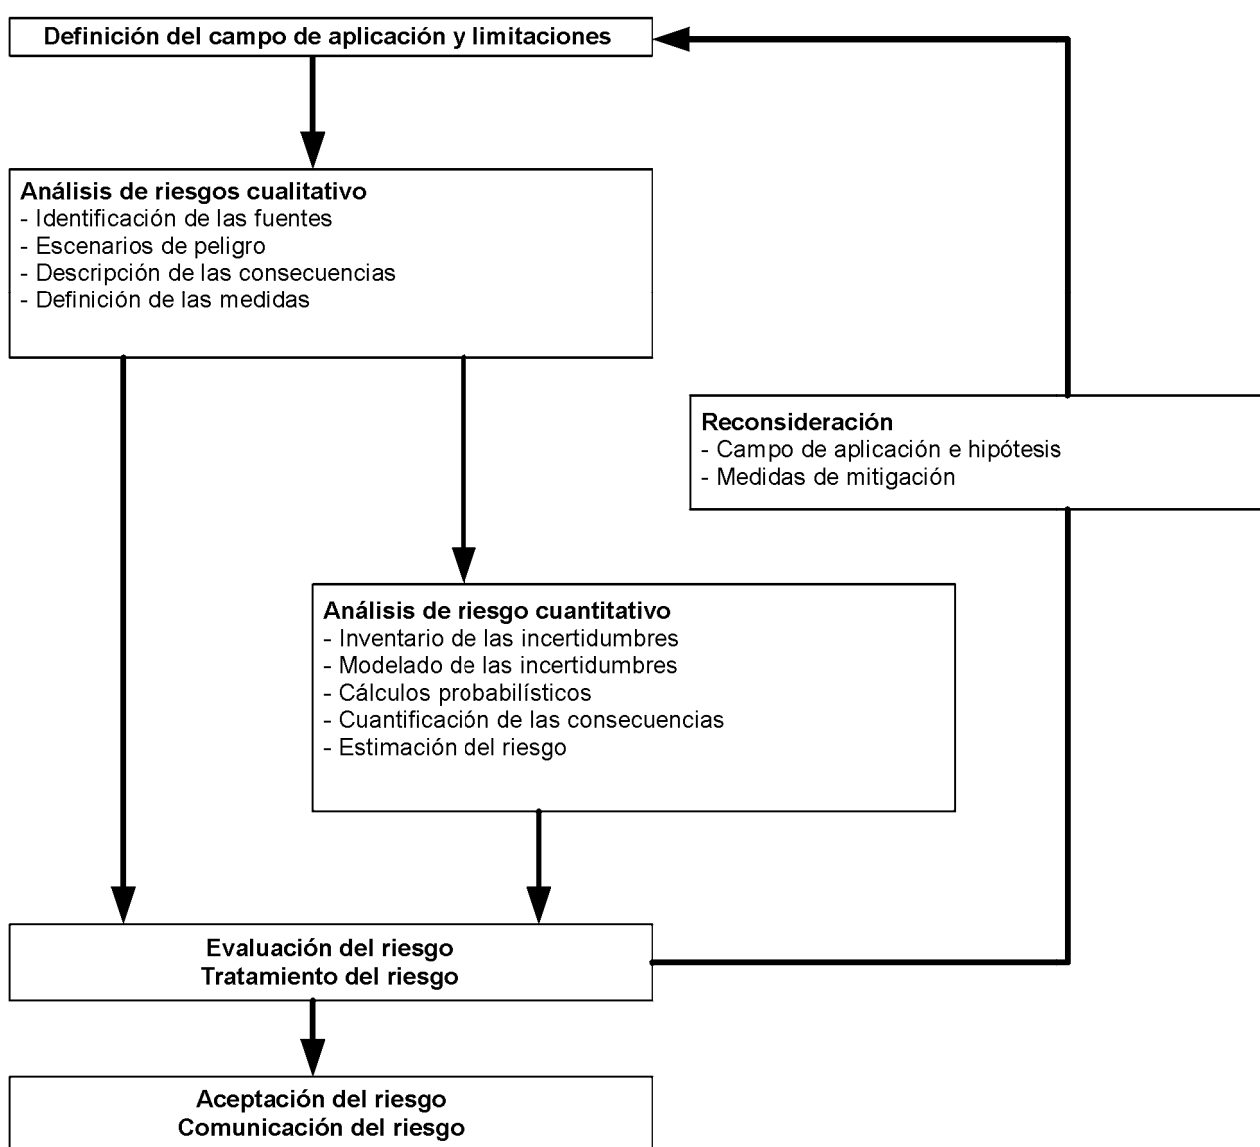 Definición del campo de aplicación y limitaciones
Análisis de riesgos cualitativo
- Identificación de las fuentes
- Escenarios de peligro
- Descripción de las consecuencias
- Definición de las medidas
Reconsideración
- Campo de aplicación e hipótesis
- Medidas de mitigación
Análisis de riesgo cuantitativo
- Inventario de las incertidumbres
- Modelado de las incertidumbres
- Cálculos probabilísticos
- Cuantificación de las consecuencias
- Estimación del riesgo
Evaluación del riesgo
Tratamiento del riesgo
Aceptación del riesgo
Comunicación del riesgo